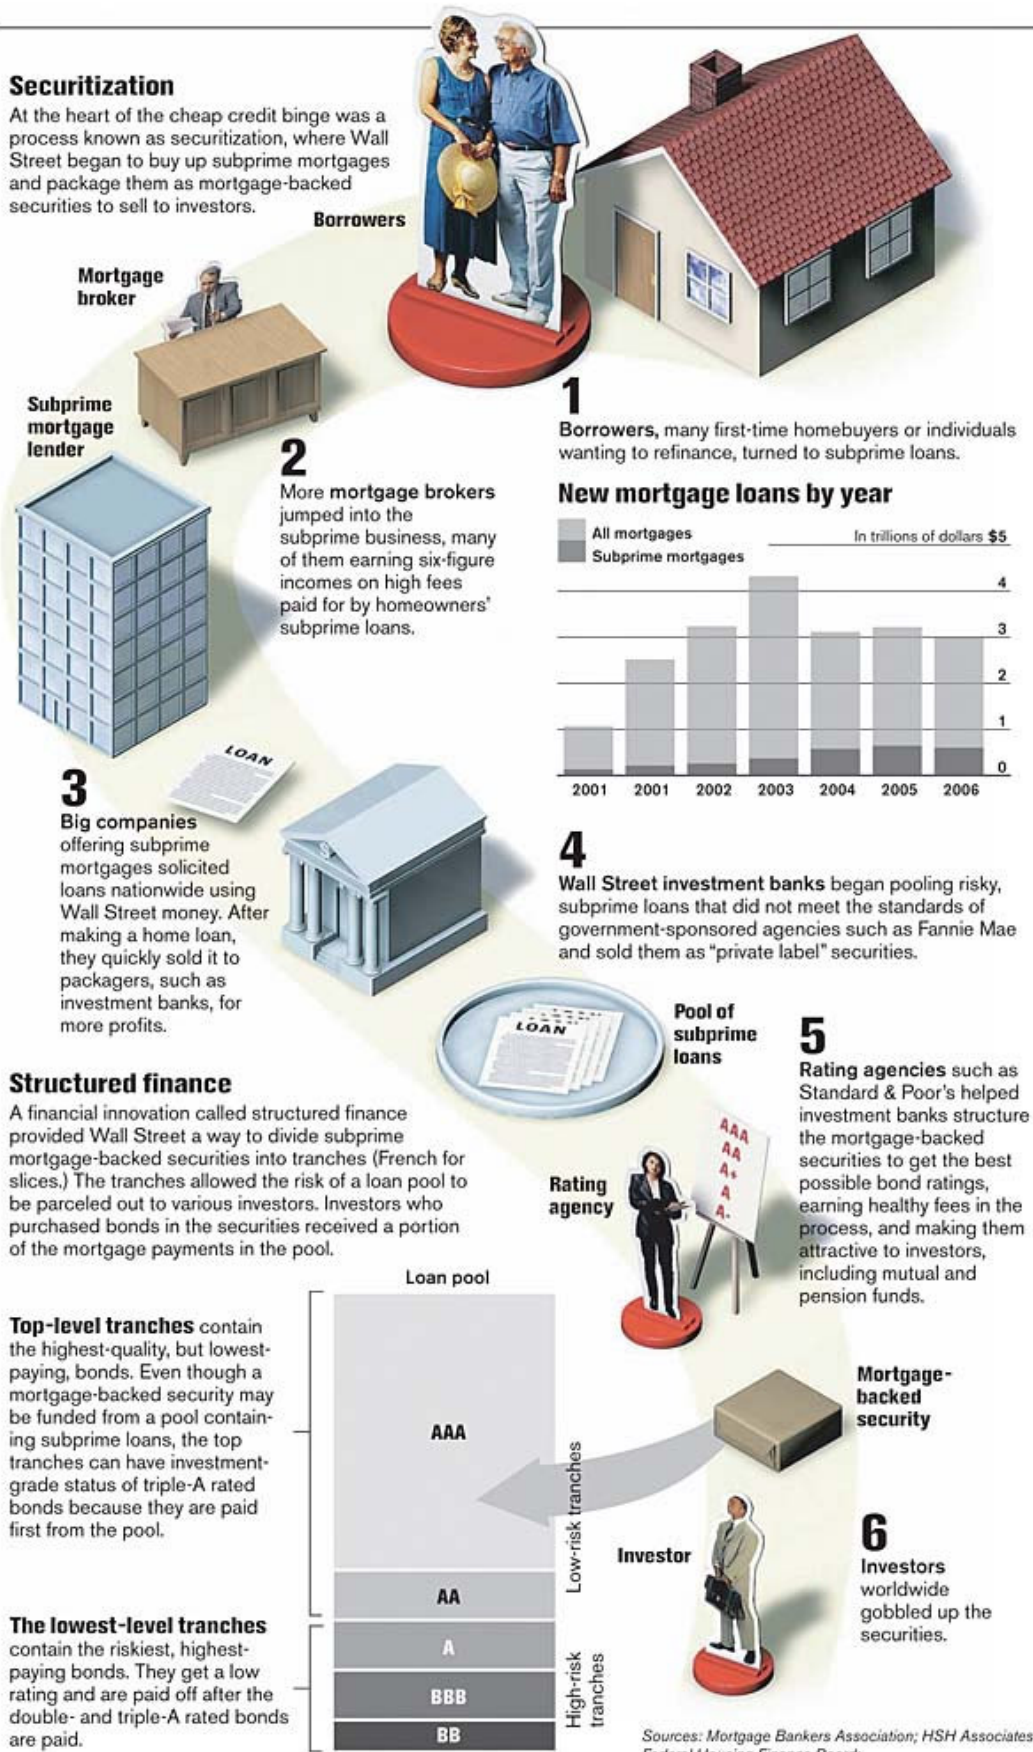 Securitization
At the heart of the cheap credit binge was a
process known as securitization, where Wall
Street began to buy up subprime mortgages
and package them as mortgage-backed
securities to sell to investors.
Borrowers
Mortgage
broker
Subprime
mortgage
lender
1
Borrowers, many first-time homebuyers or individuals
wanting to refinance, turned to subprime loans.
2
More mortgage brokers
jumped into the
subprime business, many
of them earning six-figure
incomes on high fees
paid for by homeowners'
subprime loans.
New mortgage loans by year
All mortgages
Subprime mortgages
In trillions of dollars $5
4
3
2
1
0
2001 2001 2002 2003 2004 2005 2006
LOAN
3
Big companies
offering subprime
mortgages solicited
loans nationwide using
Wall Street money. After
making a home loan,
they quickly sold it to
packagers, such as
investment banks, for
more profits.
4
Wall Street investment banks began pooling risky,
subprime loans that did not meet the standards of
government-sponsored agencies such as Fannie Mae
and sold them as "private label" securities.
LOAN
Pool of
subprime
loans
5
Rating agencies such as
Standard & Poor's helped
investment banks structure
the mortgage-backed
securities to get the best
possible bond ratings,
earning healthy fees in the
process, and making them
attractive to investors,
including mutual and
pension funds.
AAA
AA
A+
A
A-
Rating
agency
Structured finance
A financial innovation called structured finance
provided Wall Street a way to divide subprime
mortgage-backed securities into tranches (French for
slices.) The tranches allowed the risk of a loan pool to
be parceled out to various investors. Investors who
purchased bonds in the securities received a portion
of the mortgage payments in the pool.
Loan pool
Top-level tranches contain
the highest-quality, but lowest-
paying, bonds. Even though a
mortgage-backed security may
be funded from a pool contain-
ing subprime loans, the top
tranches can have investment-
grade status of triple-A rated
bonds because they are paid
first from the pool.
AAA
AA
Low-risk tranches
The lowest-level tranches
contain the riskiest, highest-
paying bonds. They get a low
rating and are paid off after the
double- and triple-A rated bonds
are paid.
A
BBB
BB
High-risk
tranches
Mortgage-
backed
security
Investor
6
Investors
worldwide
gobbled up the
securities.
Sources: Mortgage Bankers Association; HSH Associates